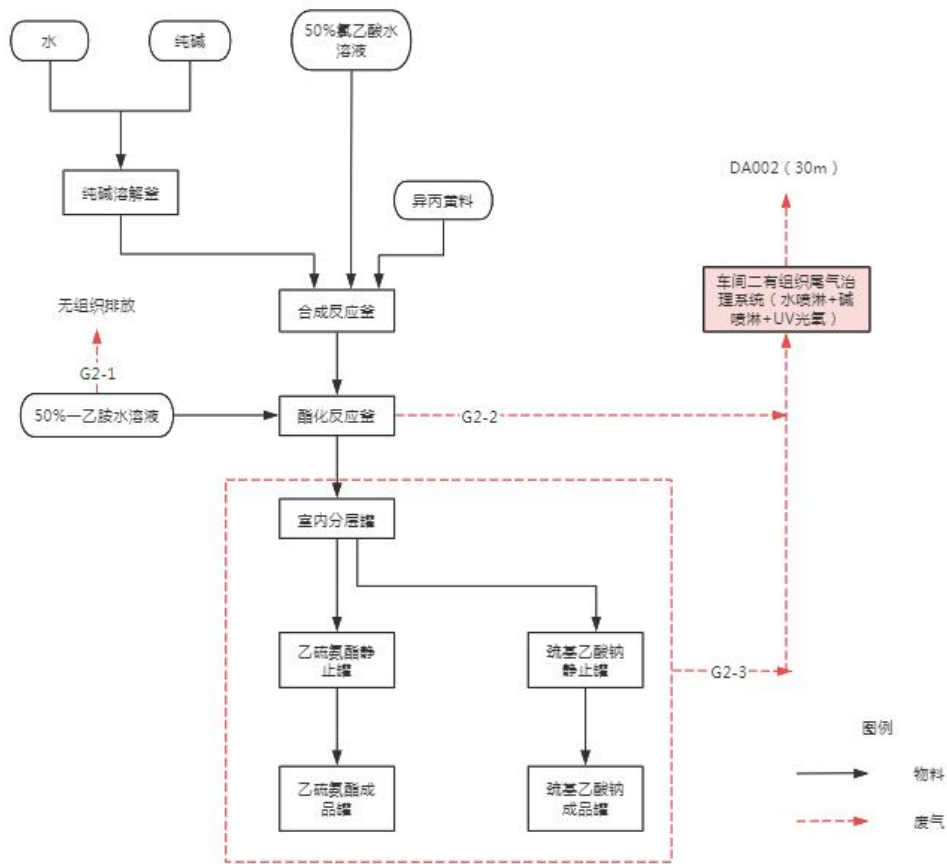 水
纯碱
50%氯乙酸水
溶液
纯碱溶解釜
异丙黄料
DA002（30m）
合成反应釜
车间二有组织尾气治
理系统（水喷淋+碱
喷淋+UV光氧）
无组织排放
G2-1
50%一乙胺水溶液
酯化反应釜
G2-2
室内分层罐
乙硫氨酯静
止罐
巯基乙酸钠
静止罐
G2-3
乙硫氨酯成
品罐
巯基乙酸钠
成品罐
图例
物料
废气